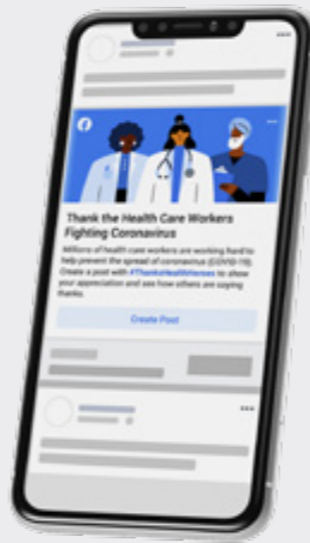 Thank the Health Care Workers
Fighting Coronavirus
Millions of health care workers are working hard to
help prevent the spread of coronavirus (COVID-19).
Create a post with #ThanksHealthHeroes to show
your appreciation and see how others are saying
thanks.
Create Post